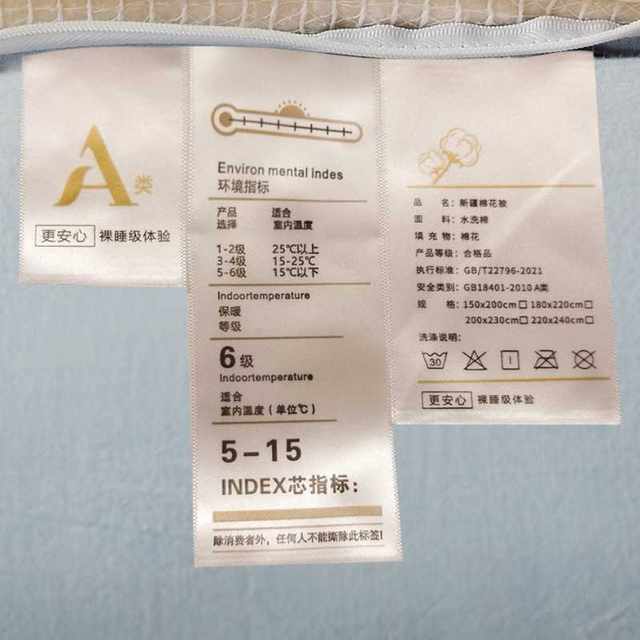 A类
更安心 裸睡级体验
Environ mental indes
环境指标
产品 适合
选择 室内温度
1-2级 25℃以上
3-4级 15-25℃
5-6级 15℃以下
Indoortemperature
保暖
等级
6级
Indoortemperature
适合
室内温度（单位℃）
5-15
INDEX芯指标：
除消费者外，任何人不能撕除此标签!
品 名：新疆棉花被
面 料：水洗棉
填 充 物：棉花
产品等级：合格品
执行标准：GB/T22796-2021
安全类别：GB18401-2010 A类
规 格：150x200cm□ 180x220cm□
200x230cm□ 220x240cm□
洗涤说明：
30
更安心 裸睡级体验